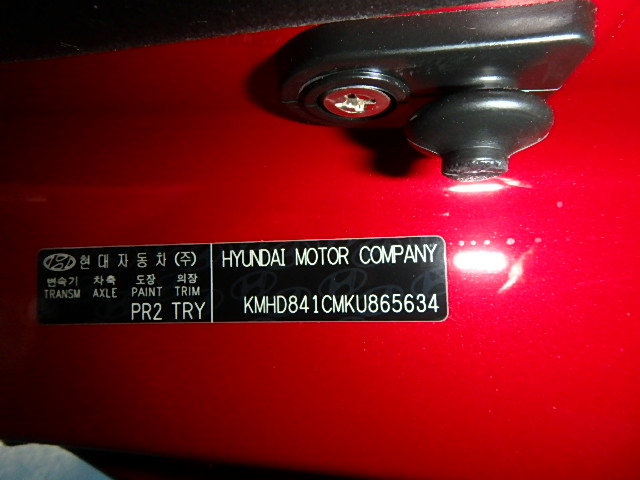 현대자동차(주)
변속기 차축 도장 의장
TRANSM AXLE PAINT TRIM
PR2 TRY
HYUNDAI MOTOR COMPANY
KMHD841CMKU865634